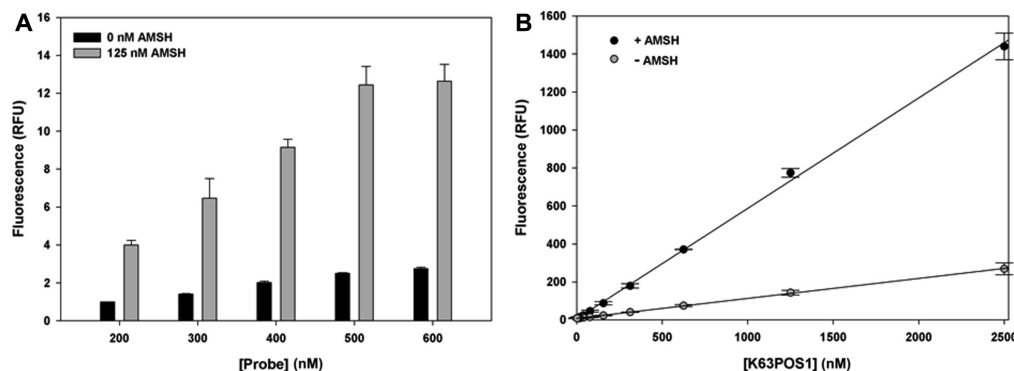 A
0 nM AMSH
125 nM AMSH
Fluorescence (RFU)
16
14
12
10
8
6
4
2
0
200 300 400 500 600
[Probe] (nM)
B
+ AMSH
- AMSH
Fluorescence (RFU)
1600
1400
1200
1000
800
600
400
200
0
0 500 1000 1500 2000 2500
[K63POS1] (nM)